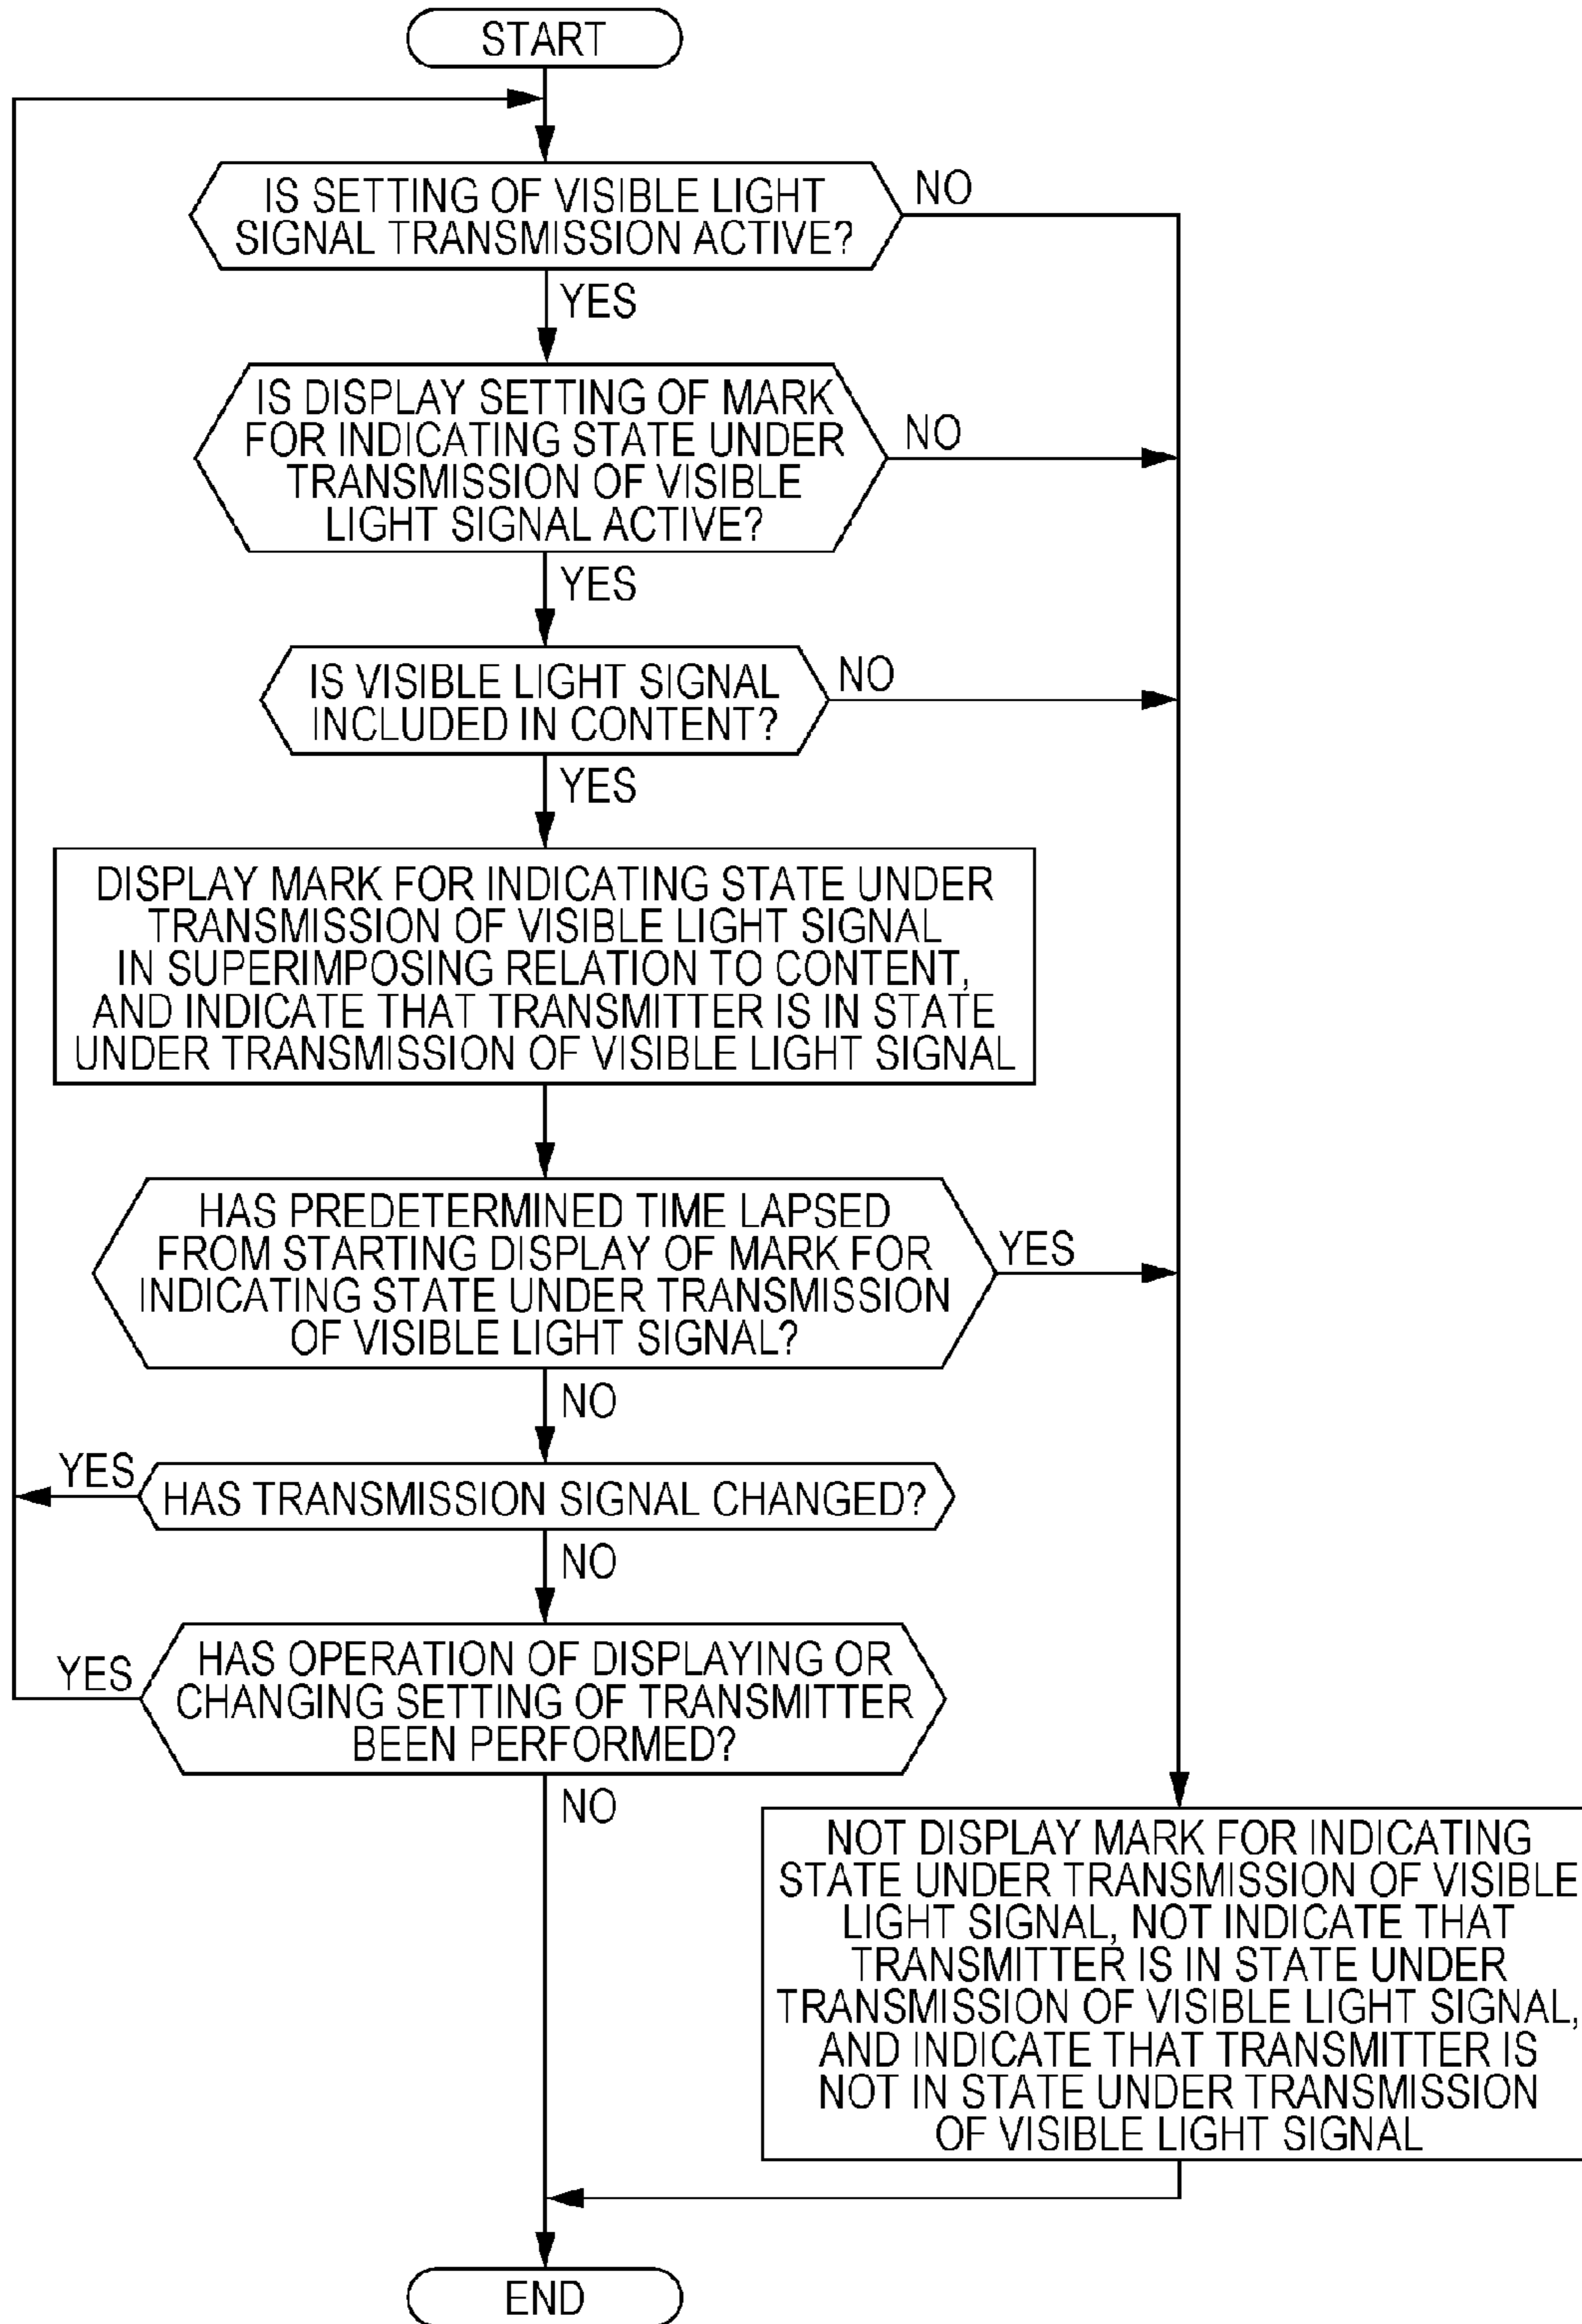 START
IS SETTING OF VISIBLE LIGHT
SIGNAL TRANSMISSION ACTIVE?
NO
YES
IS DISPLAY SETTING OF MARK
FOR INDICATING STATE UNDER
TRANSMISSION OF VISIBLE
LIGHT SIGNAL ACTIVE?
NO
YES
IS VISIBLE LIGHT SIGNAL
INCLUDED IN CONTENT?
NO
YES
DISPLAY MARK FOR INDICATING STATE UNDER
TRANSMISSION OF VISIBLE LIGHT SIGNAL
IN SUPERIMPOSING RELATION TO CONTENT,
AND INDICATE THAT TRANSMITTER IS IN STATE
UNDER TRANSMISSION OF VISIBLE LIGHT SIGNAL
HAS PREDETERMINED TIME LAPSED
FROM STARTING DISPLAY OF MARK FOR
INDICATING STATE UNDER TRANSMISSION
OF VISIBLE LIGHT SIGNAL?
YES
NO
YES
HAS TRANSMISSION SIGNAL CHANGED?
NO
YES
HAS OPERATION OF DISPLAYING OR
CHANGING SETTING OF TRANSMITTER
BEEN PERFORMED?
NO
NOT DISPLAY MARK FOR INDICATING
STATE UNDER TRANSMISSION OF VISIBLE
LIGHT SIGNAL, NOT INDICATE THAT
TRANSMITTER IS IN STATE UNDER
TRANSMISSION OF VISIBLE LIGHT SIGNAL,
AND INDICATE THAT TRANSMITTER IS
NOT IN STATE UNDER TRANSMISSION
OF VISIBLE LIGHT SIGNAL
END